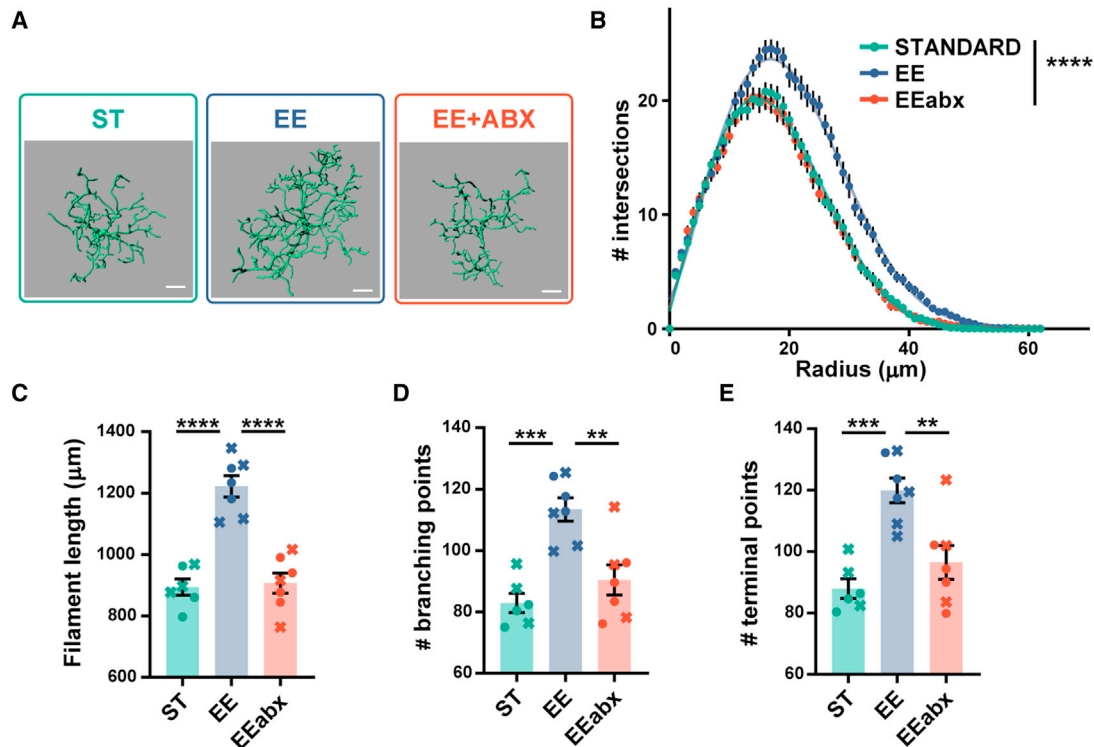 A
ST
EE
EE+ABX
B
# intersections
20
10
0
0
20
40
60
Radius (μm)
STANDARD
EE
EEabx
****
C
Filament length (μm)
1400
1200
1000
800
600
****
****
ST
EE
EEabx
D
# branching points
140
120
100
80
60
***
**
ST
EE
EEabx
E
# terminal points
140
120
100
80
60
***
**
ST
EE
EEabx